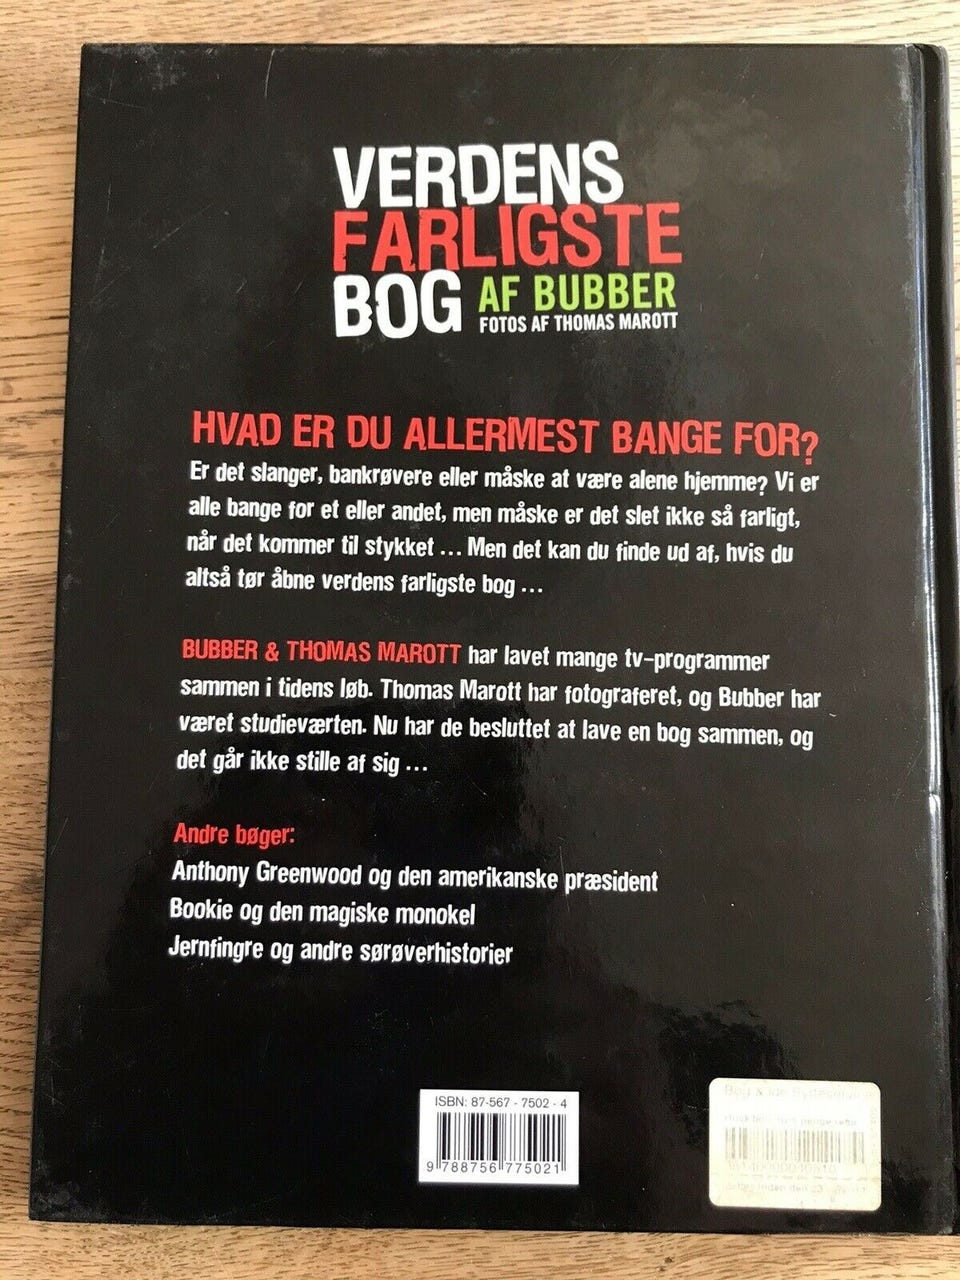 VERDENS
FARLIGSTE
BOG AF BUBBER
FOTOS AF THOMAS MAROTT
HVAD ER DU ALLERMEST BANGE FOR?
Er det slanger, bankrøvere eller måske at være alene hjemme? Vi er
alle bange for et eller andet, men måske er det slet ikke så farligt,
når det kommer til stykket ... Men det kan du finde ud af, hvis du
altså tør åbne verdens farligste bog ...
BUBBER & THOMAS MAROTT har lavet mange tv-programmer
sammen i tidens løb. Thomas Marott har fotograferet, og Bubber har
været studieværten. Nu har de besluttet at lave en bog sammen, og
det går ikke stille af sig ...
Andre bøger:
Anthony Greenwood og den amerikanske præsident
Bookie og den magiske monokel
Jernfingre og andre sørøverhistorier
ISBN: 87-567-7502-4
9 788756 775021
Bog & idé